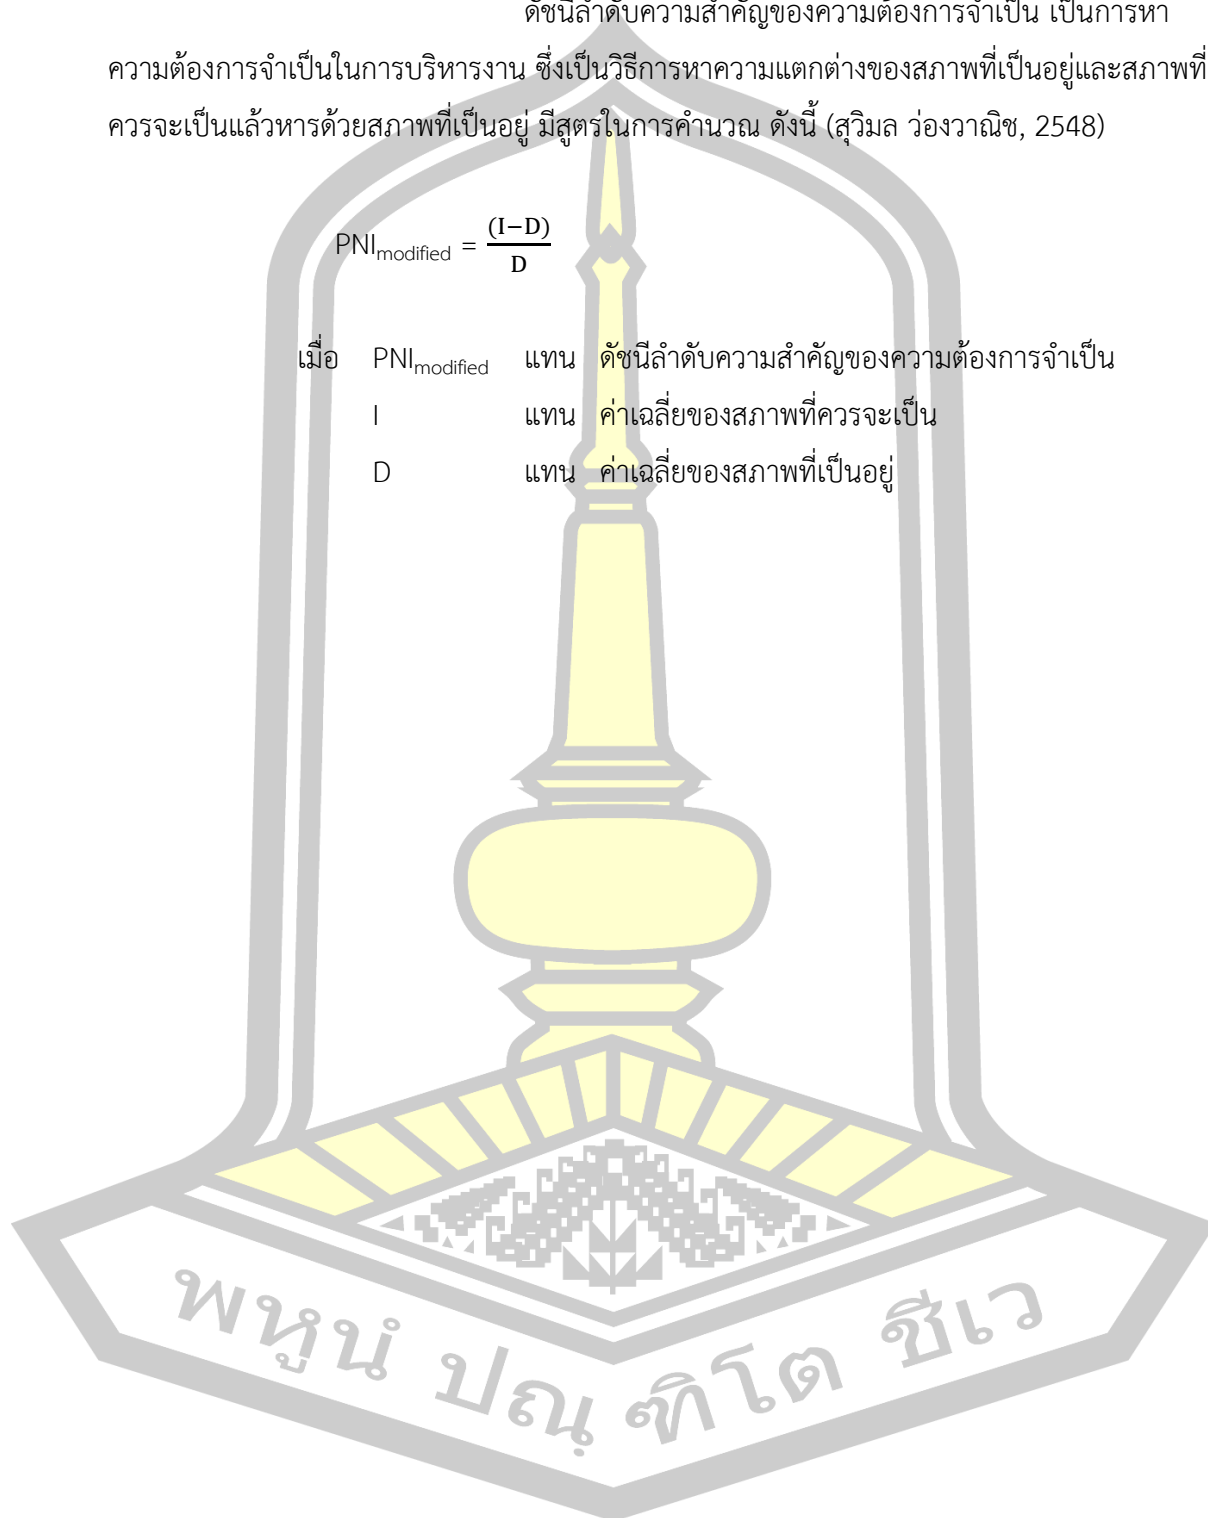 ดัชนีลำดับความสำคัญของความต้องการจำเป็น เป็นการหา
ความต้องการจำเป็นในการบริหารงาน ซึ่งเป็นวิธีการหาความแตกต่างของสภาพที่เป็นอยู่และสภาพที่
ควรจะเป็นแล้วหารด้วยสภาพที่เป็นอยู่ มีสูตรในการคำนวณ ดังนี้ (สุวิมล ว่องวาณิช, 2548)
PNI modified = (I−D) / D
เมื่อ PNI modified แทน ดัชนีลำดับความสำคัญของความต้องการจำเป็น
I แทน ค่าเฉลี่ยของสภาพที่ควรจะเป็น
D แทน ค่าเฉลี่ยของสภาพที่เป็นอยู่
พหูนํ ปณฺฑิโต ชีเว